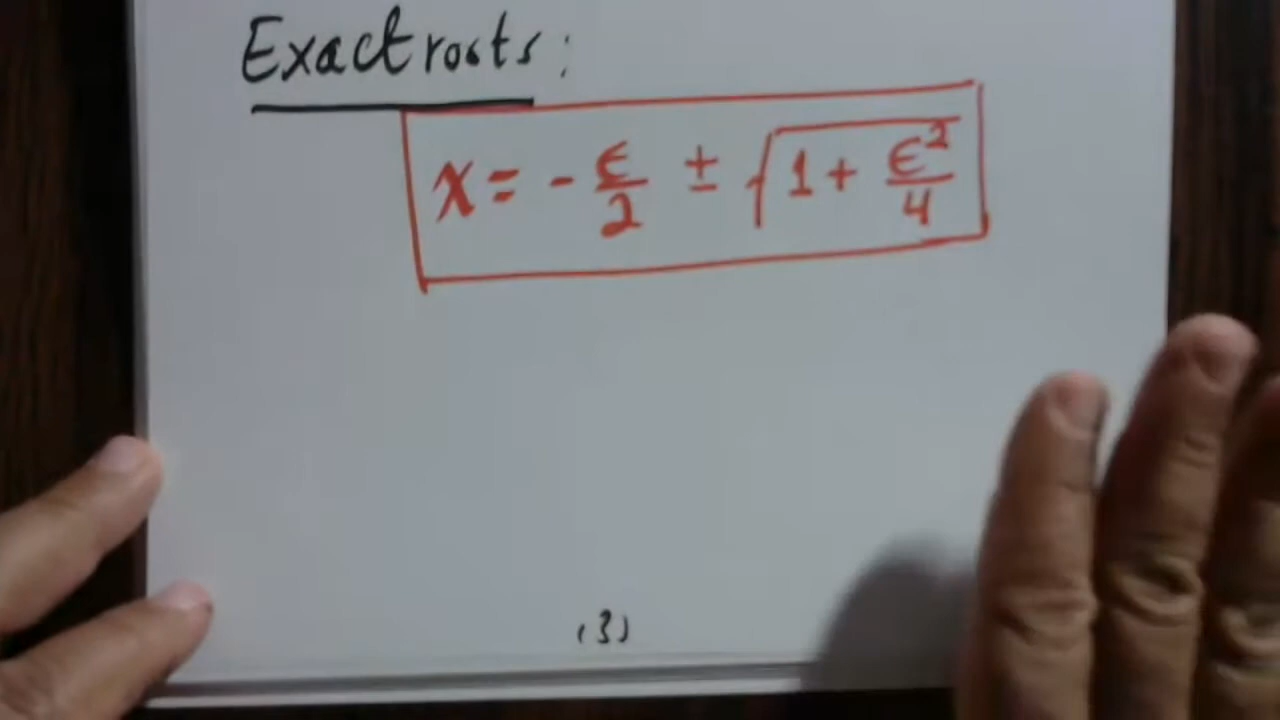 Exact roots:
x = - ϵ/2 ± √(1 + ϵ²/4)
(3)